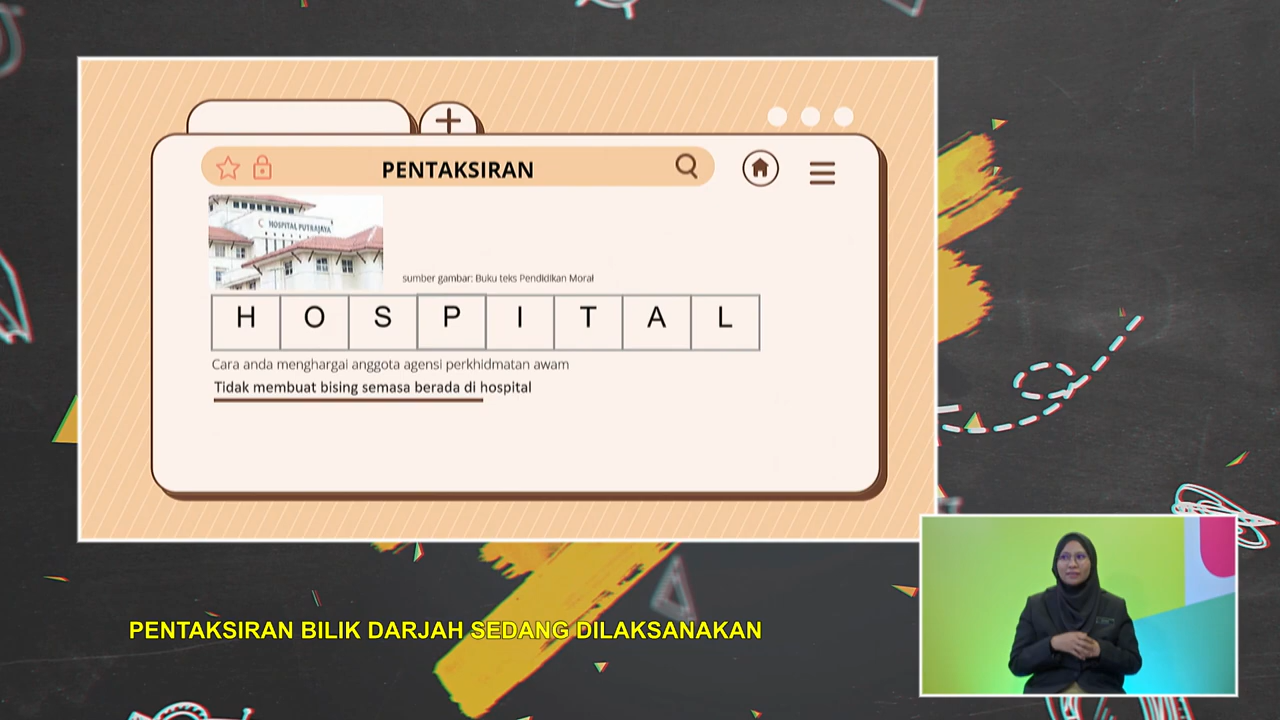 PENTAKSIRAN
HOSPITAL PUTRAJAYA
sumber gambar: Buku teks Pendidikan Moral
H O S P I T A L
Cara anda menghargai anggota agensi perkhidmatan awam
Tidak membuat bising semasa berada di hospital
PENTAKSIRAN BILIK DARJAH SEDANG DILAKSANAKAN